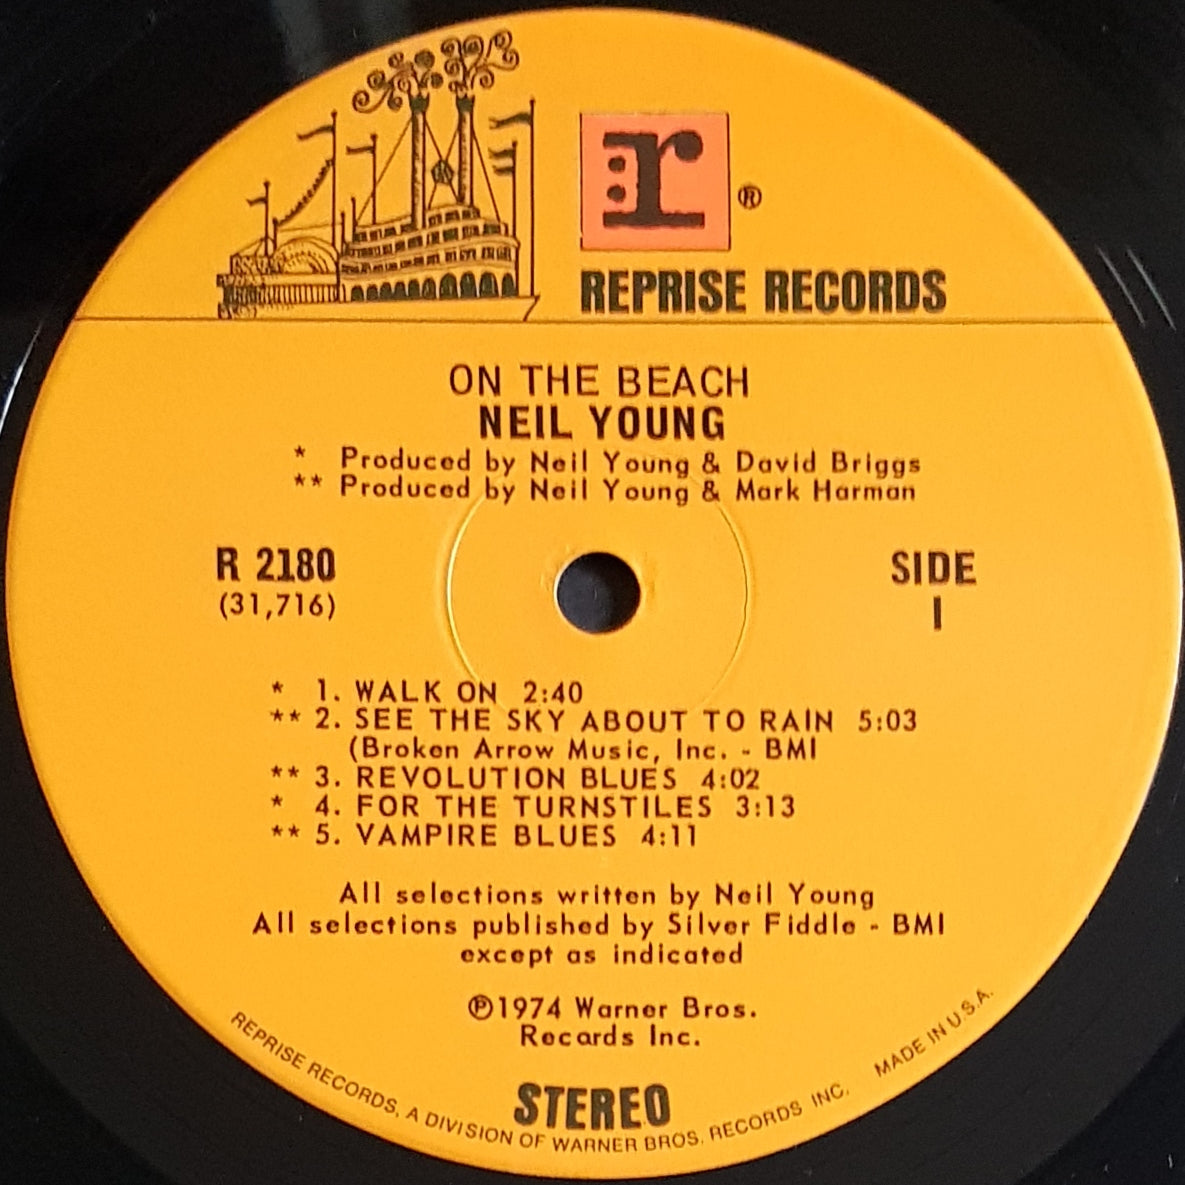 r
®
REPRISE RECORDS
ON THE BEACH
NEIL YOUNG
* Produced by Neil Young & David Briggs
** Produced by Neil Young & Mark Harman
R 2180
(31,716)
SIDE
1
* 1. WALK ON 2:40
** 2. SEE THE SKY ABOUT TO RAIN 5:03
(Broken Arrow Music, Inc. - BMI
** 3. REVOLUTION BLUES 4:02
* 4. FOR THE TURNSTILES 3:13
** 5. VAMPIRE BLUES 4:11
All selections written by Neil Young
All selections published by Silver Fiddle - BMI
except as indicated
℗1974 Warner Bros.
Records Inc.
STEREO
REPRISE RECORDS, A DIVISION OF WARNER BROS. RECORDS INC. MADE IN U.S.A.